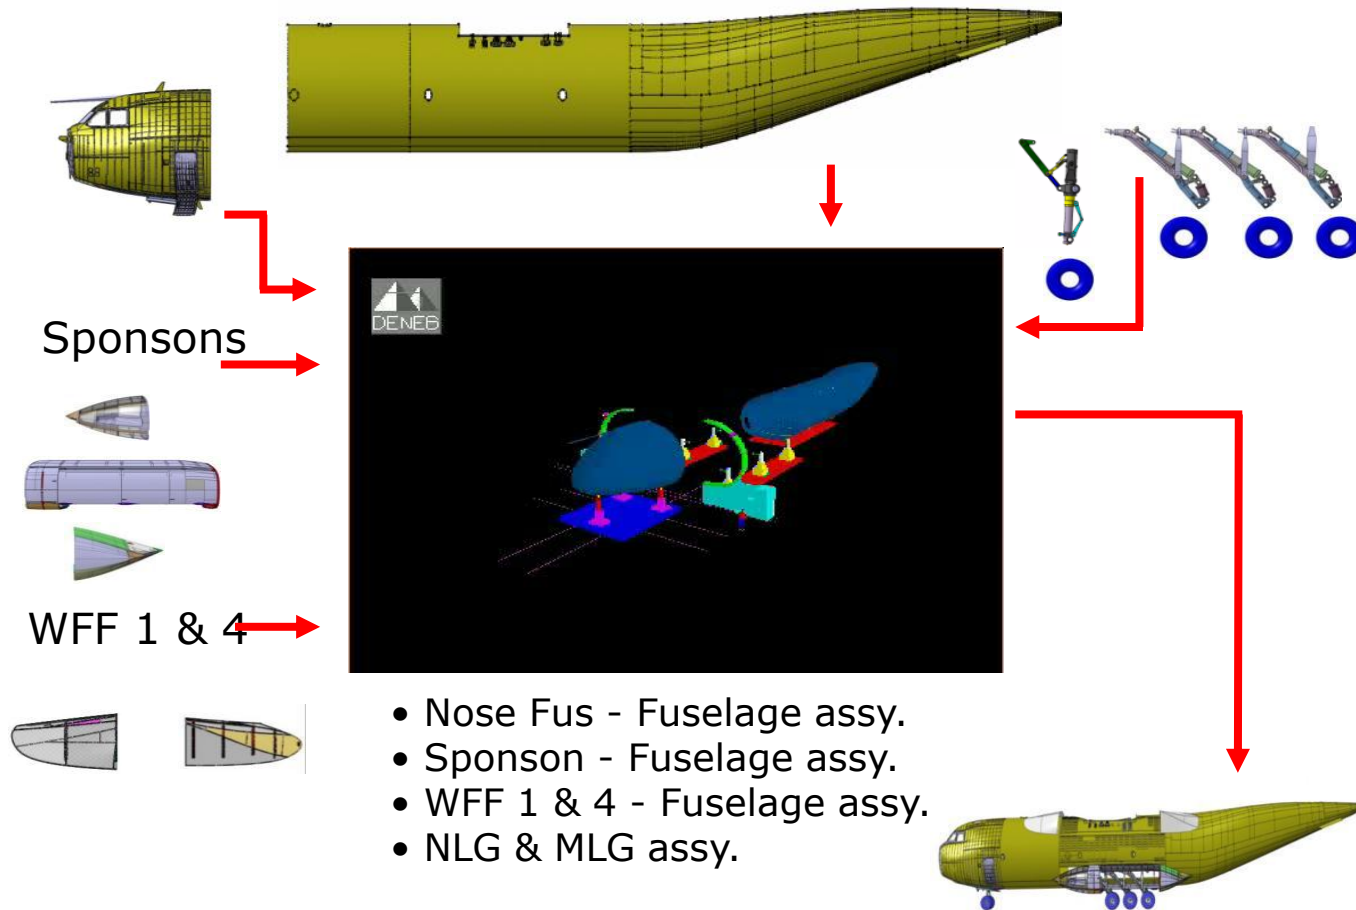 DENEB
Sponsons
WFF 1 & 4
• Nose Fus - Fuselage assy.
• Sponson - Fuselage assy.
• WFF 1 & 4 - Fuselage assy.
• NLG & MLG assy.